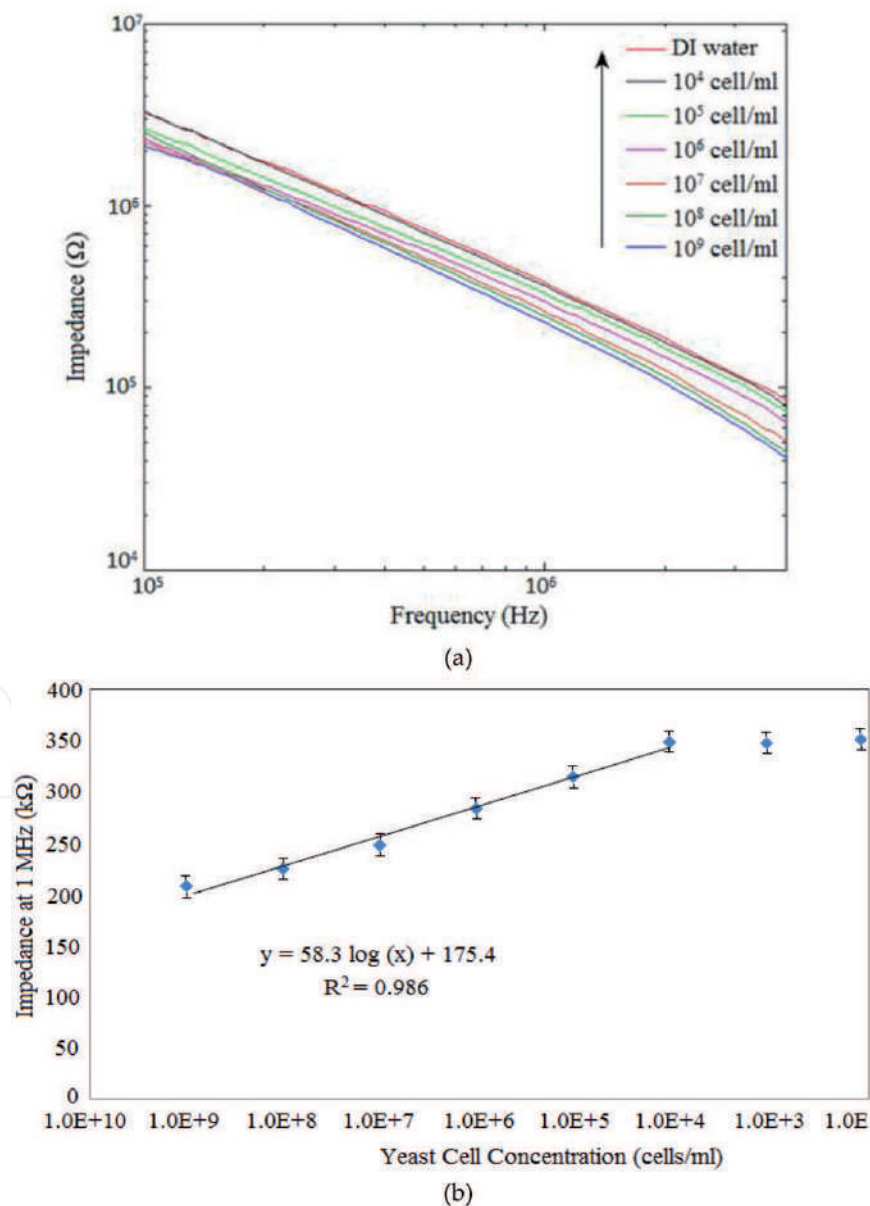 10⁷
DI water
10⁴ cell/ml
10⁵ cell/ml
10⁶ cell/ml
10⁷ cell/ml
10⁸ cell/ml
10⁹ cell/ml
10⁶
Impedance (Ω)
10⁵
10⁴
10⁵
10⁶
Frequency (Hz)
(a)
400
350
300
250
200
150
100
50
0
Impedance at 1 MHz (kΩ)
y = 58.3 log (x) + 175.4
R² = 0.986
1.0E+10 1.0E+9 1.0E+8 1.0E+7 1.0E+6 1.0E+5 1.0E+4 1.0E+3 1.0E
Yeast Cell Concentration (cells/ml)
(b)